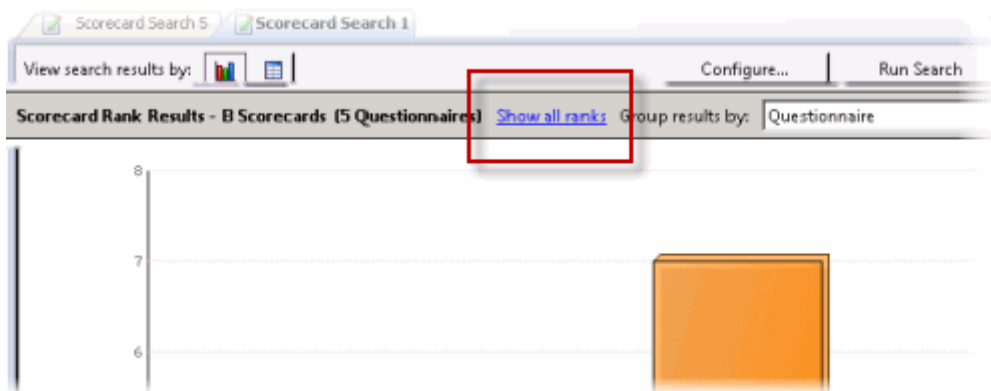 Scorecard Search 5 Scorecard Search 1
View search results by: Configure... Run Search
Scorecard Rank Results - B Scorecards (5 Questionnaires) Show all ranks Group results by: Questionnaire
8
7
6